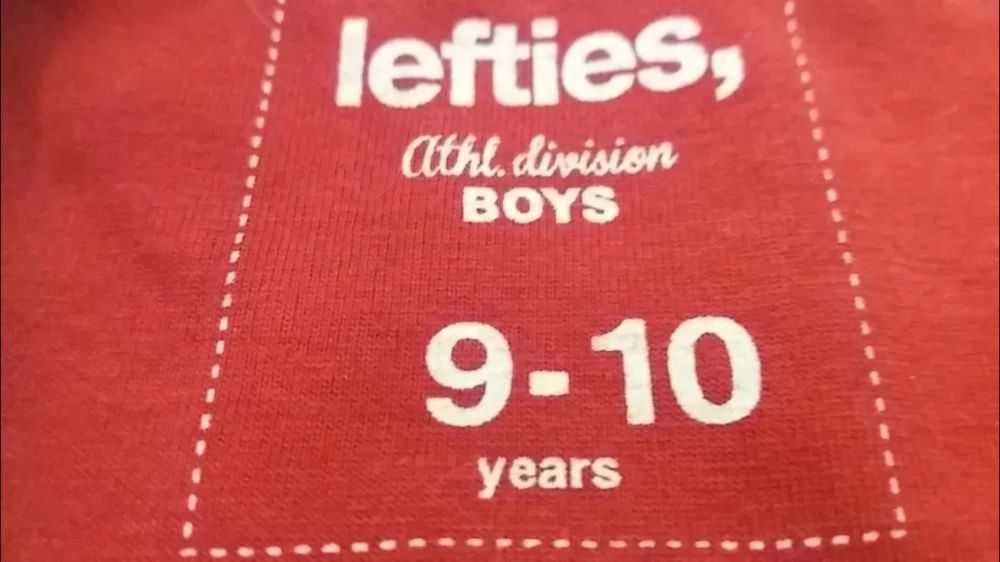 lefties,
Athl. division
BOYS
9-10
years